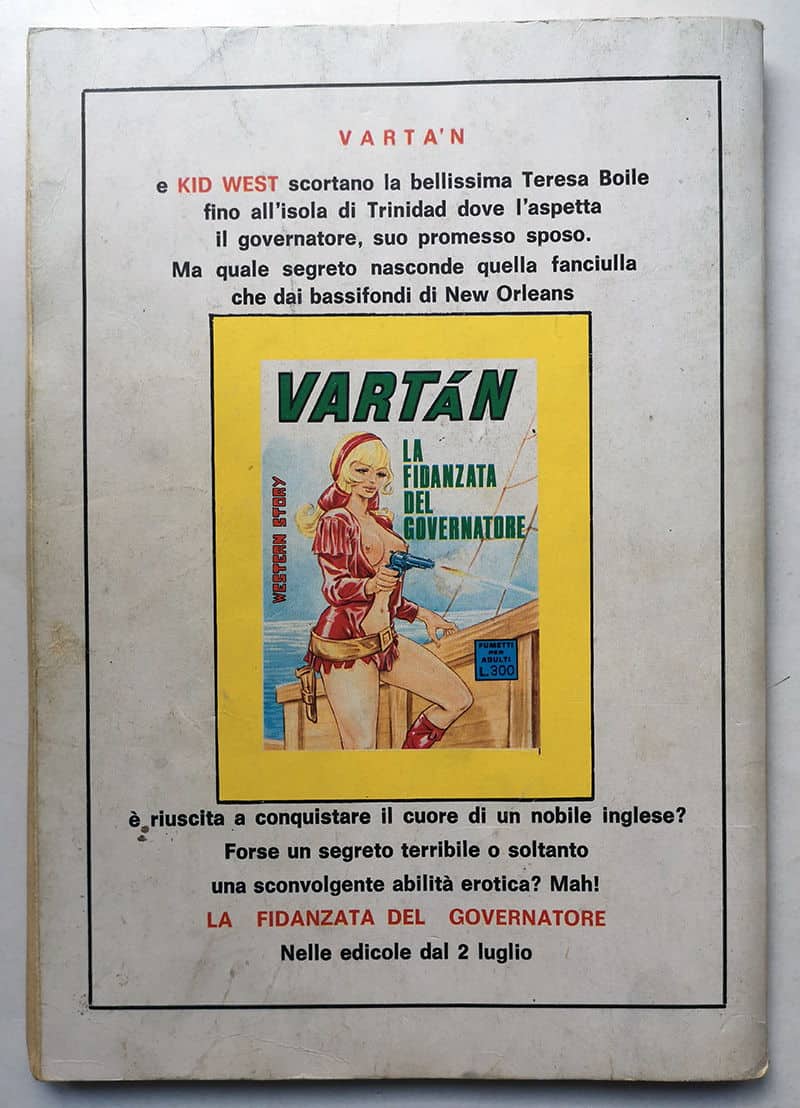 VARTA'N
e KID WEST scortano la bellissima Teresa Boile
fino all'isola di Trinidad dove l'aspetta
il governatore, suo promesso sposo.
Ma quale segreto nasconde quella fanciulla
che dai bassifondi di New Orleans
VARTÁN
LA
FIDANZATA
DEL
GOVERNATORE
WESTERN STORY
FUMETTI
PER
ADULTI
L.300
è riuscita a conquistare il cuore di un nobile inglese?
Forse un segreto terribile o soltanto
una sconvolgente abilità erotica? Mah!
LA FIDANZATA DEL GOVERNATORE
Nelle edicole dal 2 luglio